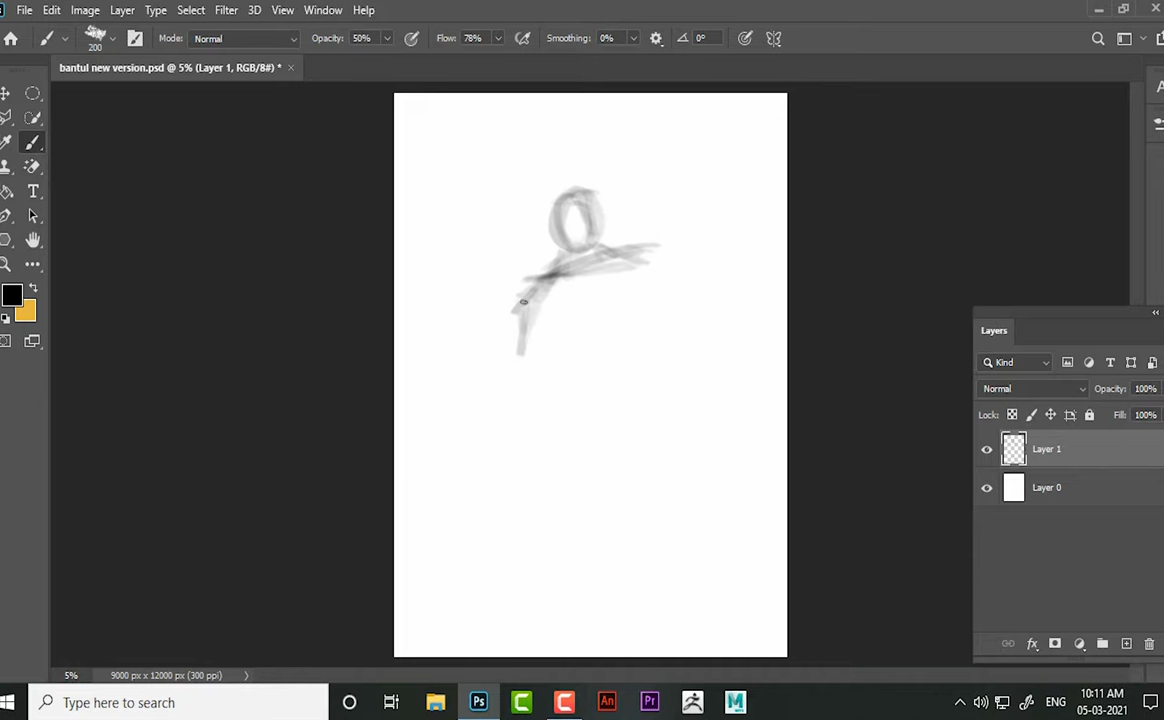 File Edit Image Layer Type Select Filter 3D View Window Help
200 Mode: Normal Opacity: 50% Flow: 78% Smoothing: 0% 0°
bantul new version.psd @ 5% (Layer 1, RGB/8#) * ×
Layers
Kind
Normal Opacity: 100%
Lock: Fill: 100%
Layer 1
Layer 0
5% 9000 px x 12000 px (300 ppi)
Type here to search Ps C C An Pr ENG 10:11 AM
05-03-2021